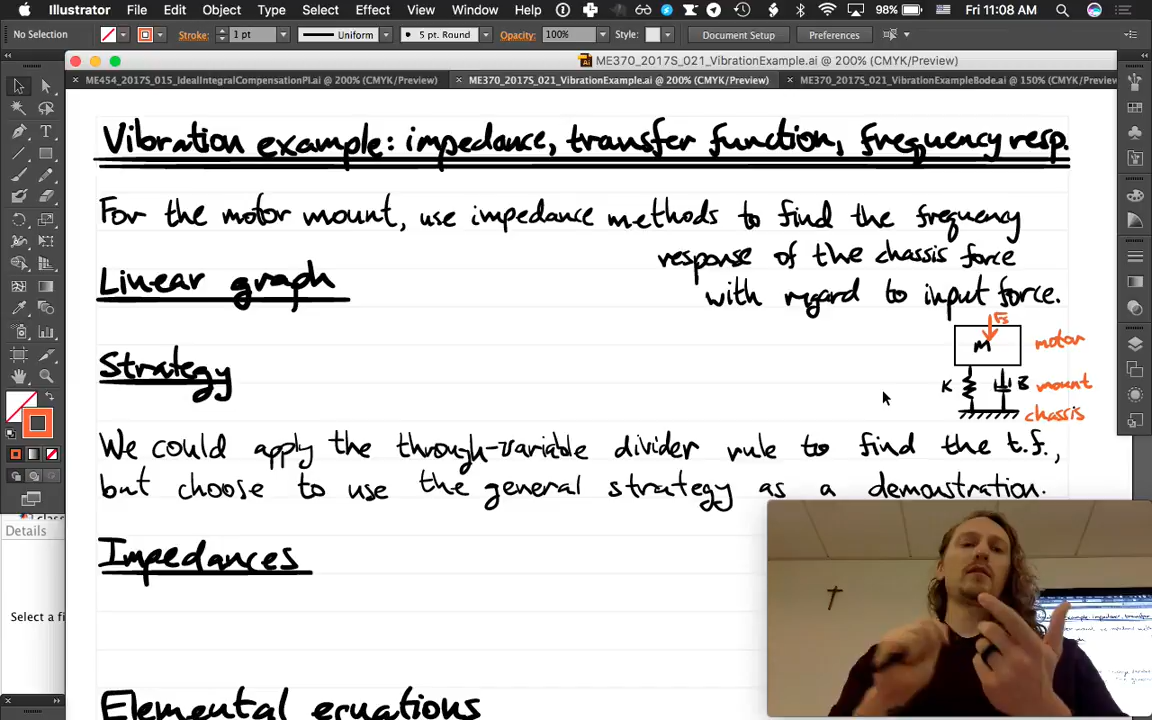 Illustrator File Edit Object Type Select Effect View Window Help 98% Fri 11:08 AM
No Selection Stroke: 1 pt Uniform 5 pt. Round Opacity: 100% Style: Document Setup Preferences
ME370_2017S_021_VibrationExample.ai @ 200% (CMYK/Preview)
ME454_2017S_015_IdealIntegralCompensationPI.ai @ 200% (CMYK/Preview) ME370_2017S_021_VibrationExample.ai @ 200% (CMYK/Preview) ME370_2017S_021_VibrationExampleBode.ai @ 150% (CMYK/Preview)
Vibration example: impedance, transfer function, frequency resp.
For the motor mount, use impedance methods to find the frequency
response of the chassis force
with regard to input force.
Linear graph
Fs
M motor
K B mount
chassis
Strategy
We could apply the through-variable divider rule to find the t.f.,
but choose to use the general strategy as a demonstration.
Impedances
Details
Select a fi
Elemental equations